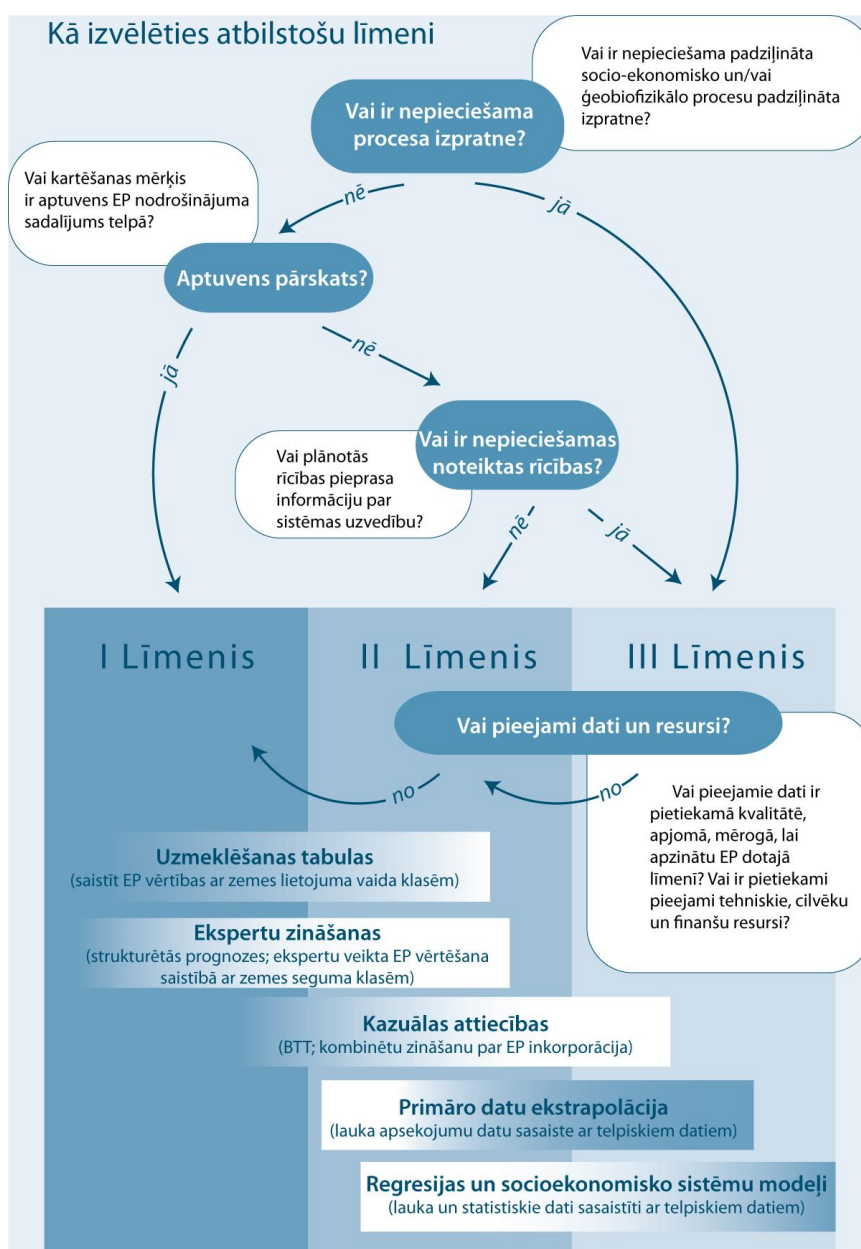 Kā izvēlēties atbilstošu līmeni
Vai ir nepieciešama padziļināta
socio-ekonomisko un/vai
ģeobiofizikālo procesu padziļināta
izpratne?
Vai ir nepieciešama
procesa izpratne?
Vai kartēšanas mērķis
ir aptuvens EP nodrošinājuma
sadalījums telpā?
nē
jā
Aptuvens pārskats?
jā
nē
Vai ir nepieciešamas
noteiktas rīcības?
Vai plānotās
rīcības pieprasa
informāciju par
sistēmas uzvedību?
nē
jā
I Līmenis
II Līmenis
III Līmenis
Vai pieejami dati un resursi?
no
no
Vai pieejamie dati ir
pietiekamā kvalitātē,
apjomā, mērogā, lai
apzinātu EP dotajā
līmenī? Vai ir pietiekami
pieejami tehniskie, cilvēku
un finanšu resursi?
Uzmeklēšanas tabulas
(saistīt EP vērtības ar zemes lietojuma vaida klasēm)
Ekspertu zināšanas
(strukturētās prognozes; ekspertu veikta EP vērtēšana
saistībā ar zemes seguma klasēm)
Kazuālas attiecības
(BTT; kombinētu zināšanu par EP inkorporācija)
Primāro datu ekstrapolācija
(lauka apsekojumu datu sasaiste ar telpiskiem datiem)
Regresijas un socioekonomisko sistēmu modeļi
(lauka un statistiskie dati sasaistīti ar telpiskiem datiem)